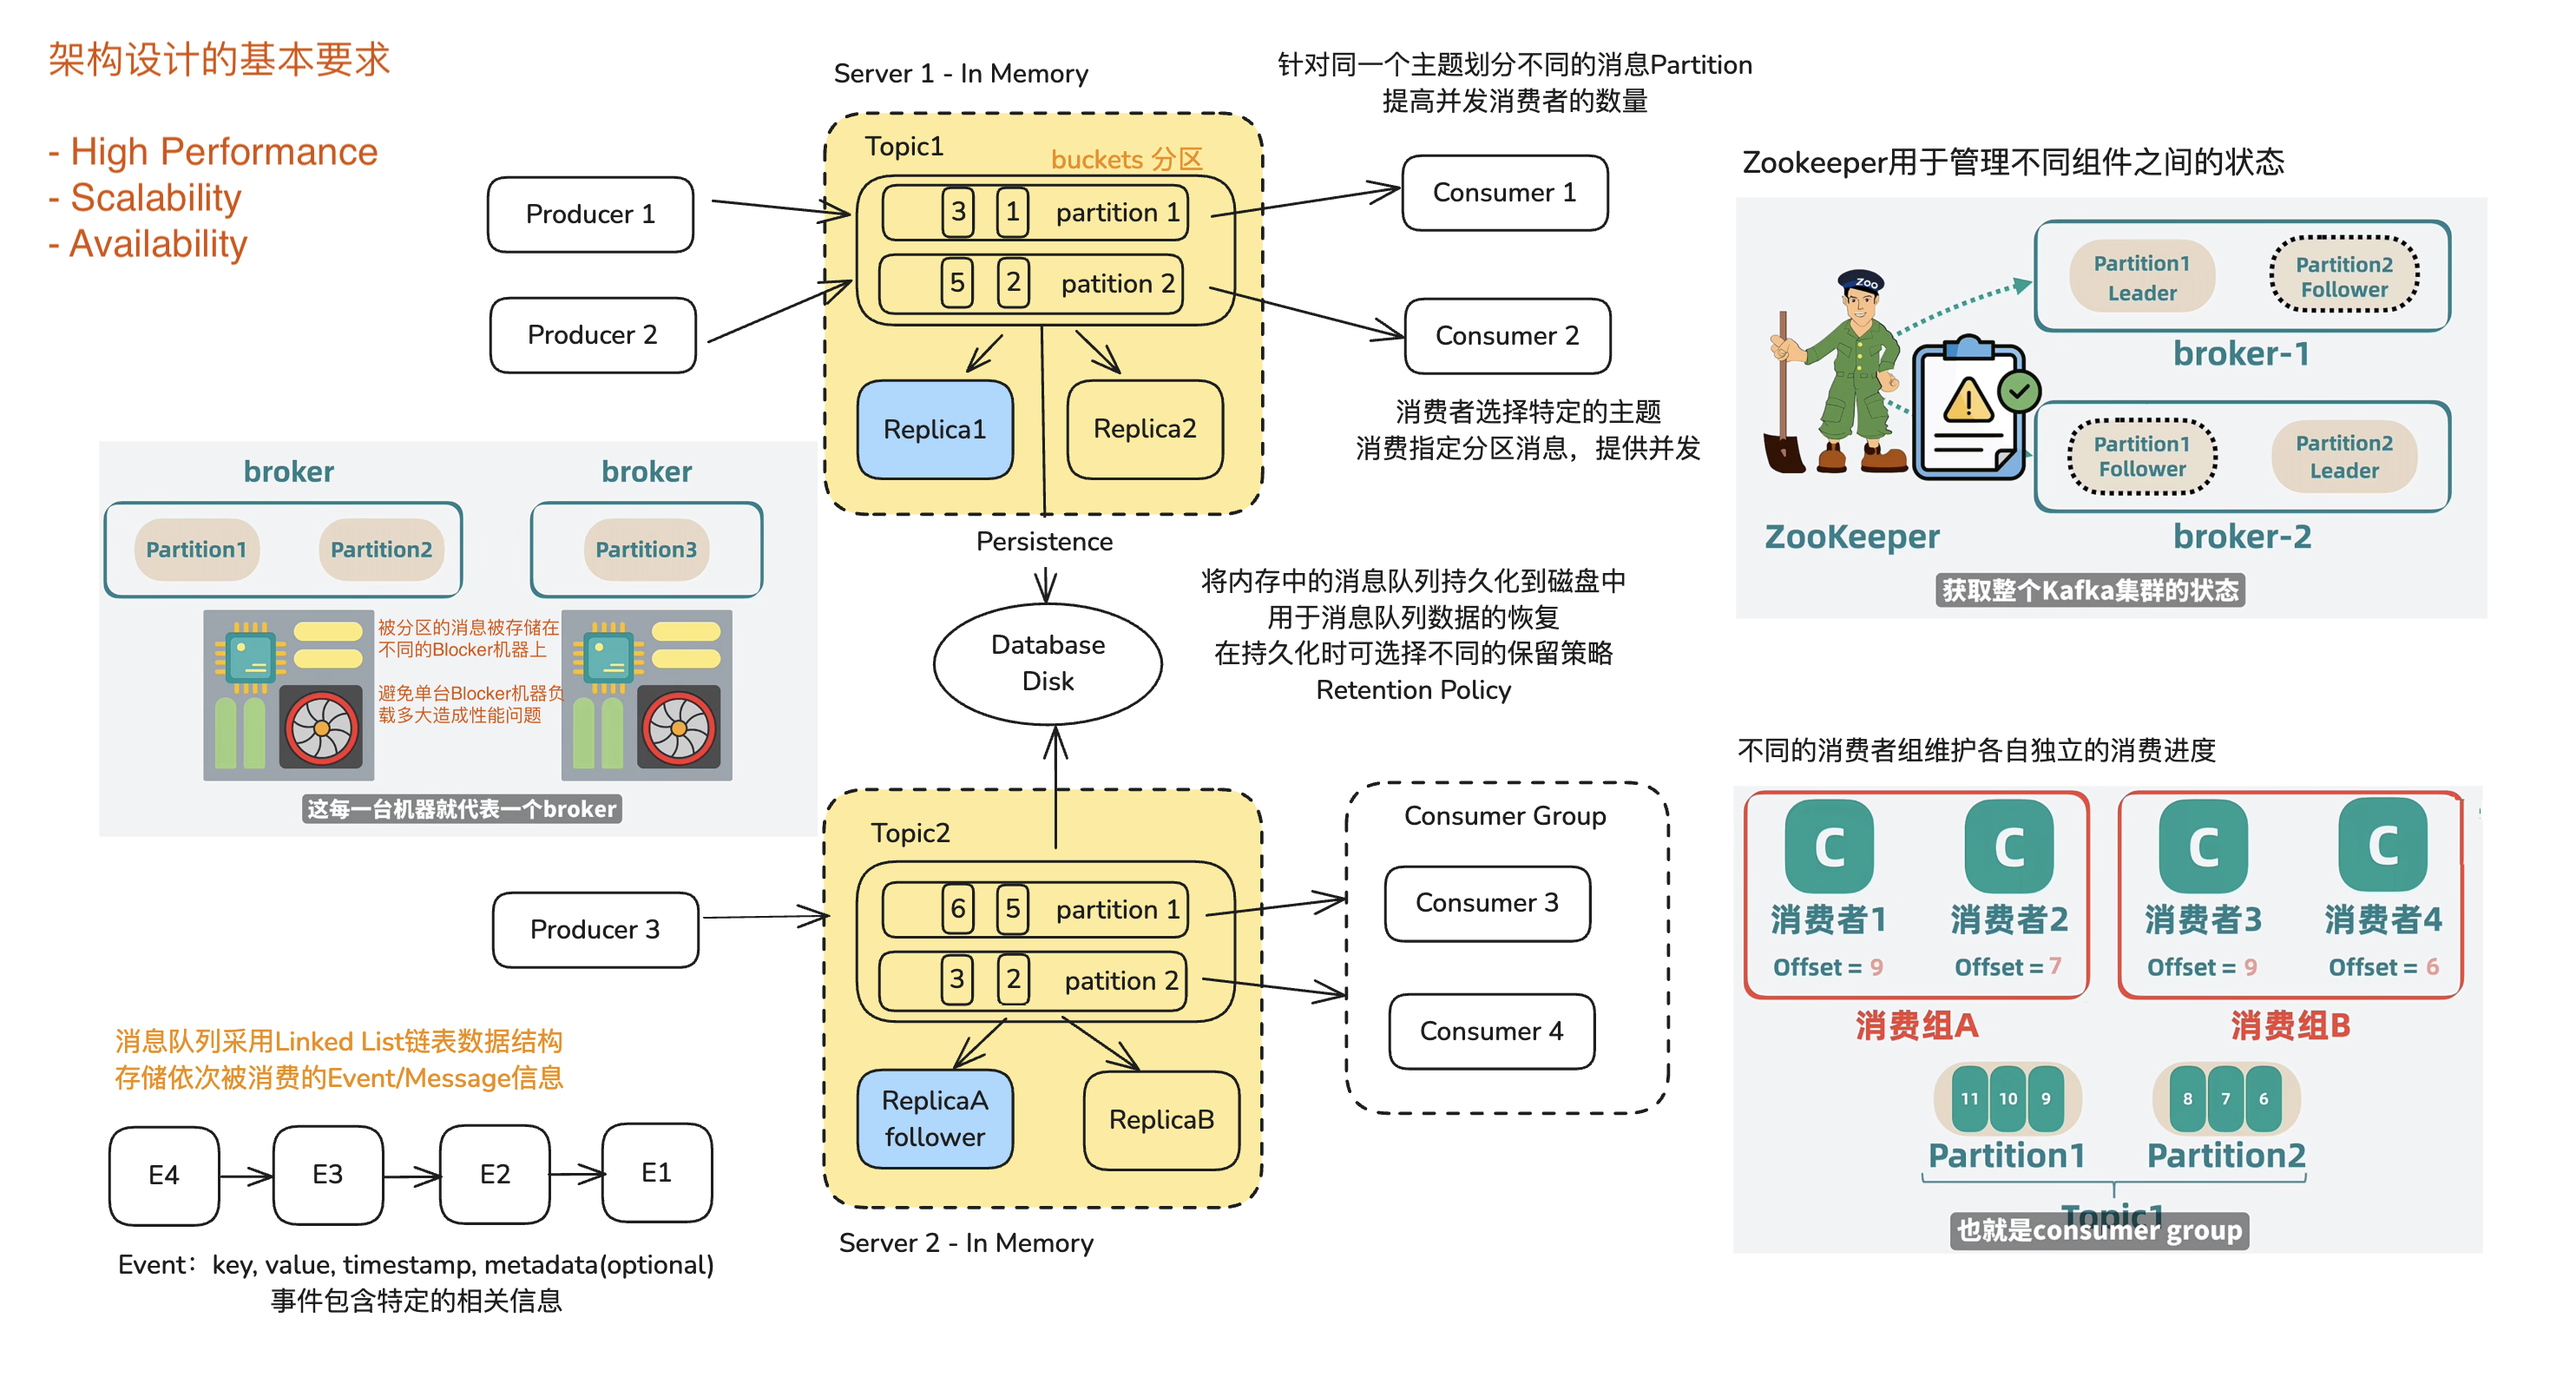 架构设计的基本要求
- High Performance
- Scalability
- Availability
Server 1 - In Memory
Topic1
buckets 分区
3 1 partition 1
5 2 patition 2
Producer 1
Producer 2
Replica1
Replica2
针对同一个主题划分不同的消息Partition
提高并发消费者的数量
Consumer 1
Consumer 2
消费者选择特定的主题
消费指定分区消息，提供并发
Zookeeper用于管理不同组件之间的状态
Zoo
Partition1
Leader
Partition2
Follower
broker-1
Partition1
Follower
Partition2
Leader
ZooKeeper
broker-2
获取整个Kafka集群的状态
broker
broker
Partition1
Partition2
Partition3
被分区的消息被存储在
不同的Blocker机器上
避免单台Blocker机器负
载多大造成性能问题
这每一台机器就代表一个broker
Persistence
Database
Disk
将内存中的消息队列持久化到磁盘中
用于消息队列数据的恢复
在持久化时可选择不同的保留策略
Retention Policy
Topic2
6 5 partition 1
3 2 patition 2
Producer 3
ReplicaA
follower
ReplicaB
Server 2 - In Memory
Consumer Group
Consumer 3
Consumer 4
不同的消费者组维护各自独立的消费进度
C C C C
消费者1 消费者2 消费者3 消费者4
Offset = 9 Offset = 7 Offset = 9 Offset = 6
消费组A 消费组B
11 10 9 8 7 6
Partition1 Partition2
Topic1
也就是consumer group
消息队列采用Linked List链表数据结构
存储依次被消费的Event/Message信息
E4 E3 E2 E1
Event：key, value, timestamp, metadata(optional)
事件包含特定的相关信息